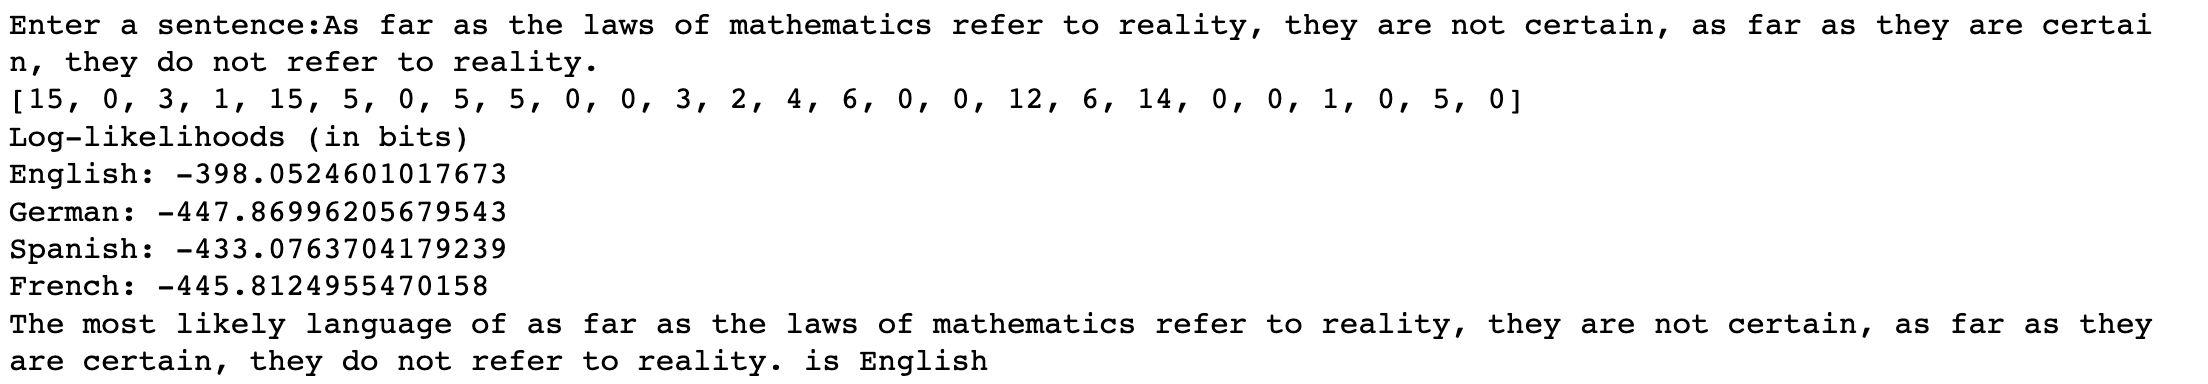 Enter a sentence:As far as the laws of mathematics refer to reality, they are not certain, as far as they are certai
n, they do not refer to reality.
[15, 0, 3, 1, 15, 5, 0, 5, 5, 0, 0, 3, 2, 4, 6, 0, 0, 12, 6, 14, 0, 0, 1, 0, 5, 0]
Log-likelihoods (in bits)
English: -398.0524601017673
German: -447.86996205679543
Spanish: -433.0763704179239
French: -445.8124955470158
The most likely language of as far as the laws of mathematics refer to reality, they are not certain, as far as they
are certain, they do not refer to reality. is English